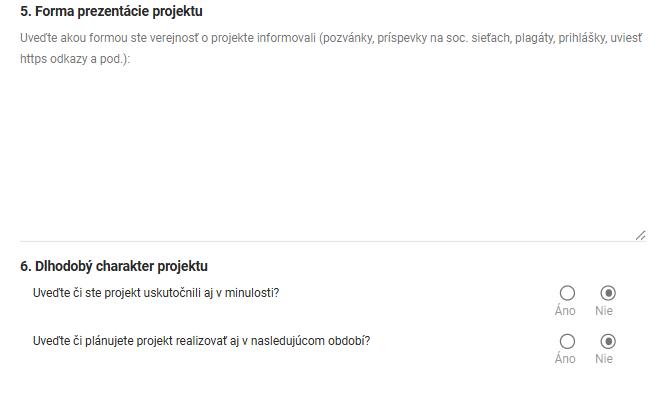 5. Forma prezentácie projektu
Uveďte akou formou ste verejnosť o projekte informovali (pozvánky, príspevky na soc. sieťach, plagáty, prihlášky, uviesť
https odkazy a pod.):
6. Dlhodobý charakter projektu
Uveďte či ste projekt uskutočnili aj v minulosti?
Áno Nie
Uveďte či plánujete projekt realizovať aj v nasledujúcom období?
Áno Nie